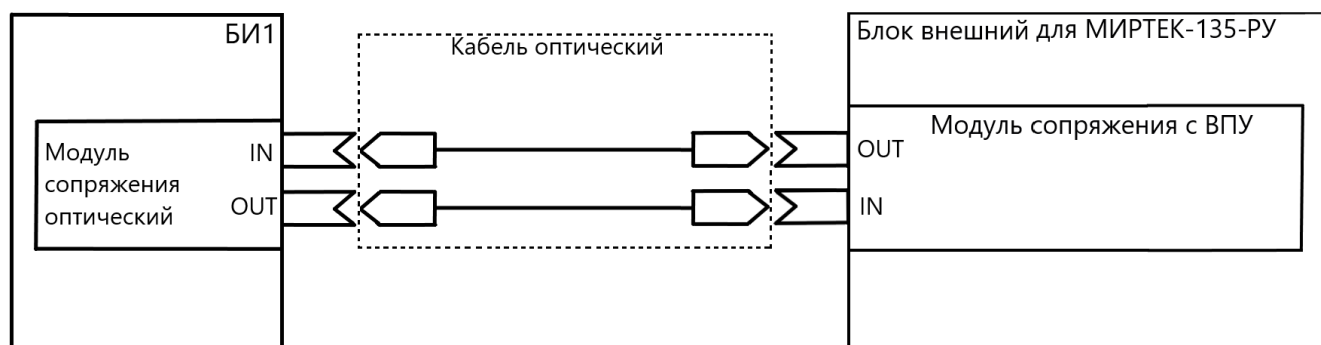 БИ1
Кабель оптический
Блок внешний для МИРТЕК-135-РУ
Модуль
сопряжения
оптический
IN
OUT
Модуль сопряжения с ВПУ
OUT
IN